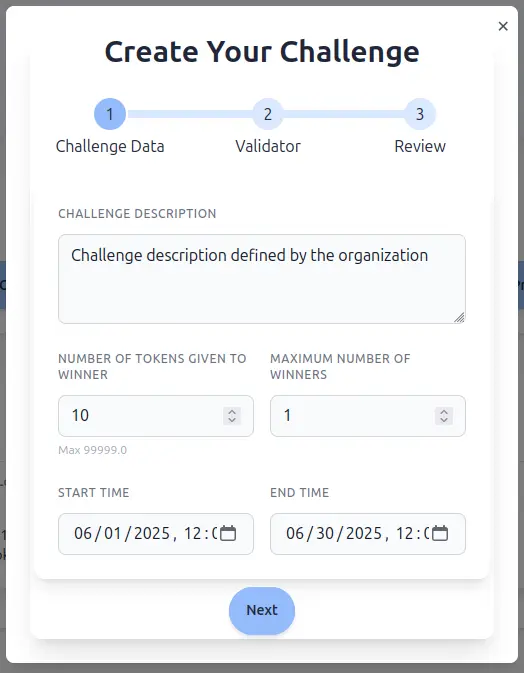 Create Your Challenge
1
2
3
Challenge Data
Validator
Review
CHALLENGE DESCRIPTION
Challenge description defined by the organization
NUMBER OF TOKENS GIVEN TO
WINNER
MAXIMUM NUMBER OF
WINNERS
10
1
Max 99999.0
START TIME
END TIME
06/01/2025, 12:
06/30/2025, 12:
Next